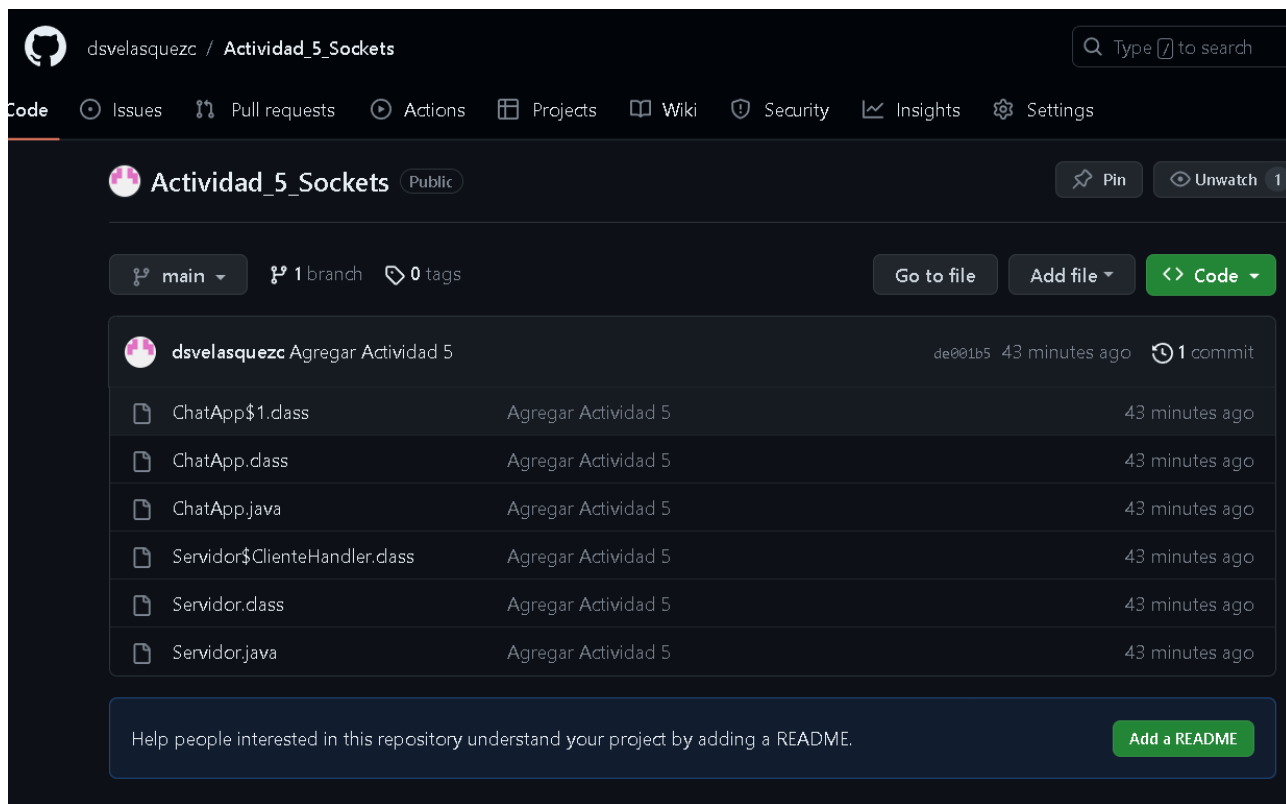 dsvelasquezc / Actividad_5_Sockets
Type / to search
Code Issues Pull requests Actions Projects Wiki Security Insights Settings
Actividad_5_Sockets Public
Pin Unwatch 1
main 1 branch 0 tags Go to file Add file Code
dsvelasquezc Agregar Actividad 5 de001b5 43 minutes ago 1 commit
ChatApp$1.class Agregar Actividad 5 43 minutes ago
ChatApp.class Agregar Actividad 5 43 minutes ago
ChatApp.java Agregar Actividad 5 43 minutes ago
Servidor$ClienteHandler.class Agregar Actividad 5 43 minutes ago
Servidor.class Agregar Actividad 5 43 minutes ago
Servidor.java Agregar Actividad 5 43 minutes ago
Help people interested in this repository understand your project by adding a README. Add a README